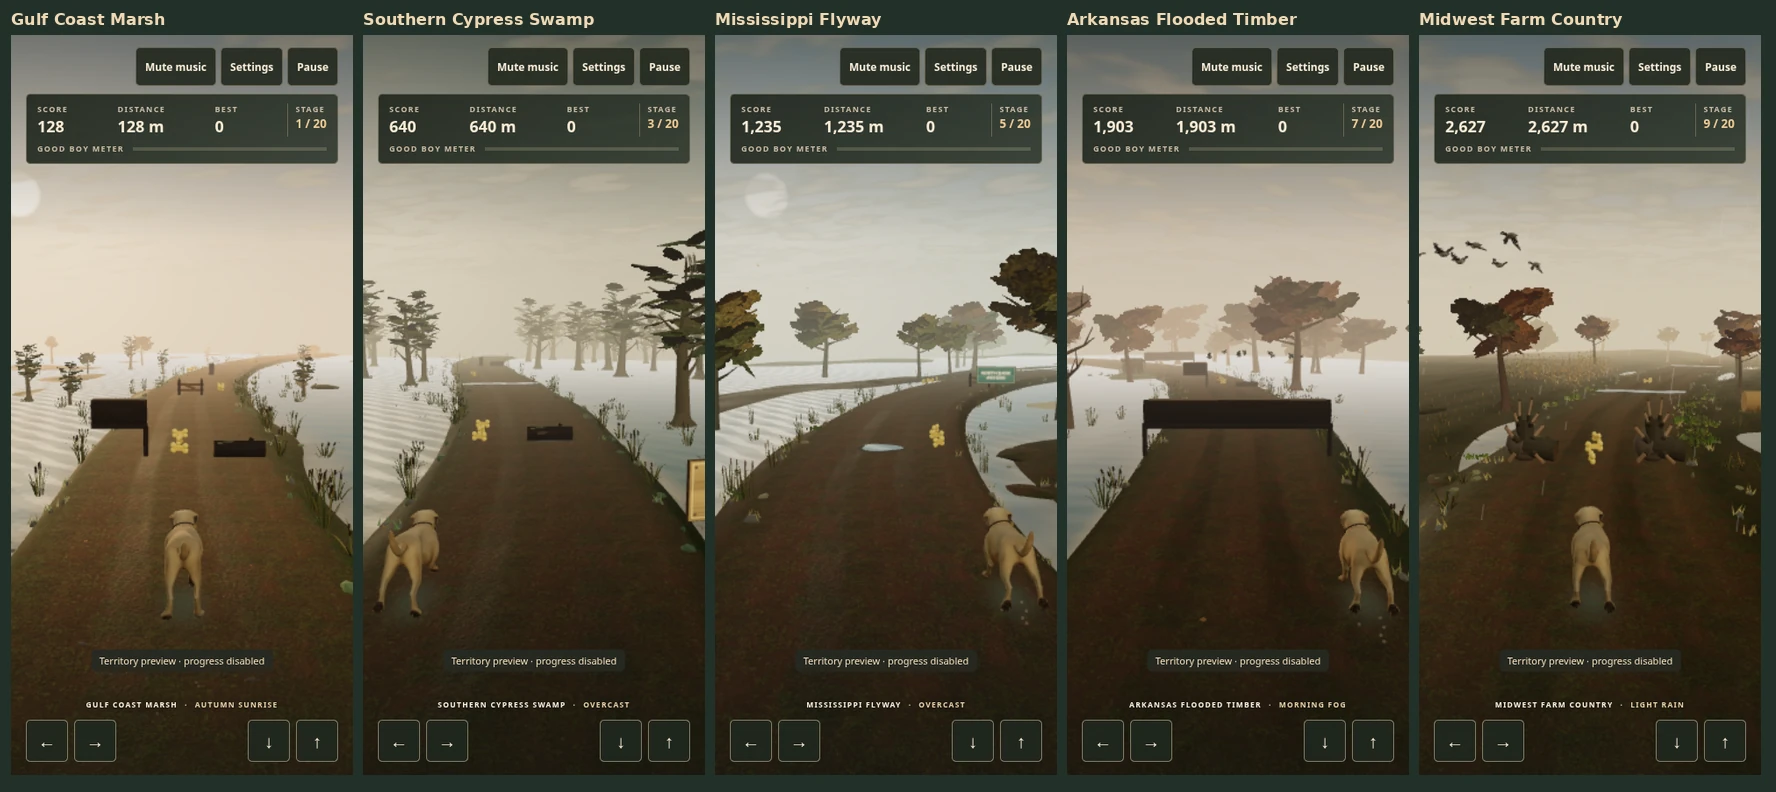 Gulf Coast Marsh
Mute music Settings Pause
SCORE DISTANCE BEST STAGE
128 128 m 0 1 / 20
GOOD BOY METER
Territory preview · progress disabled
GULF COAST MARSH · AUTUMN SUNRISE
← → ↓ ↑
Southern Cypress Swamp
Mute music Settings Pause
SCORE DISTANCE BEST STAGE
640 640 m 0 3 / 20
GOOD BOY METER
Territory preview · progress disabled
SOUTHERN CYPRESS SWAMP · OVERCAST
← → ↓ ↑
Mississippi Flyway
Mute music Settings Pause
SCORE DISTANCE BEST STAGE
1,235 1,235 m 0 5 / 20
GOOD BOY METER
Territory preview · progress disabled
MISSISSIPPI FLYWAY · OVERCAST
← → ↓ ↑
Arkansas Flooded Timber
Mute music Settings Pause
SCORE DISTANCE BEST STAGE
1,903 1,903 m 0 7 / 20
GOOD BOY METER
Territory preview · progress disabled
ARKANSAS FLOODED TIMBER · MORNING FOG
← → ↓ ↑
Midwest Farm Country
Mute music Settings Pause
SCORE DISTANCE BEST STAGE
2,627 2,627 m 0 9 / 20
GOOD BOY METER
Territory preview · progress disabled
MIDWEST FARM COUNTRY · LIGHT RAIN
← → ↓ ↑